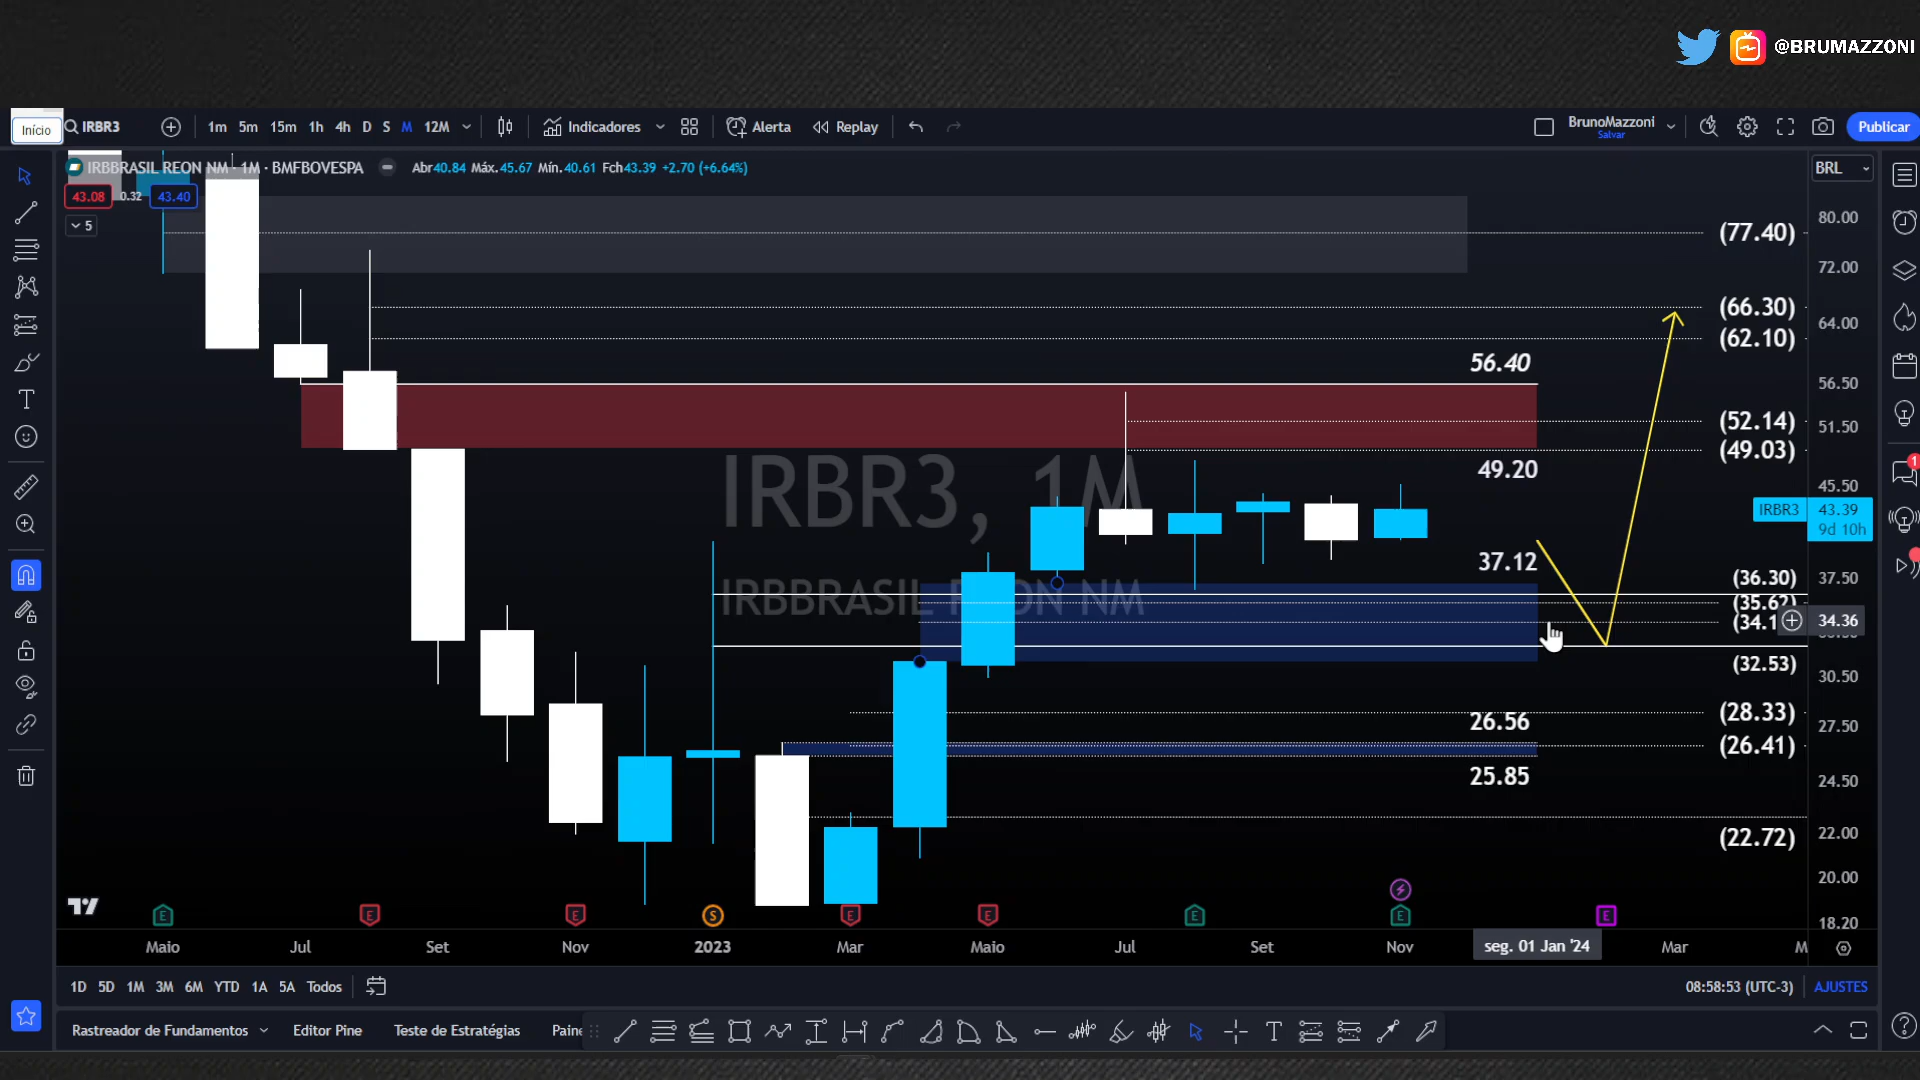 @BRUMAZZONI
Início
IRBR3
1m 5m 15m 1h 4h D S M 12M
Indicadores
Alerta
Replay
BrunoMazzoni
Salvar
Publicar
IRBBRASIL REON NM · 1M · BMFBOVESPA
Abr40.84 Máx.45.67 Mín.40.61 Fch43.39 +2.70 (+6.64%)
BRL
43.08 0.32 43.40
5
80.00
(77.40)
72.00
(66.30)
64.00
(62.10)
56.40
56.50
(52.14)
51.50
(49.03)
49.20
45.50
IRBR3, 1M
IRBBRASIL REON NM
IRBR3 43.39
9d 10h
37.12
(36.30)
37.50
(35.62)
(34.1
34.36
(32.53)
30.50
(28.33)
26.56
27.50
(26.41)
25.85
24.50
22.00
(22.72)
20.00
18.20
E E E S E E E E E
Maio Jul Set Nov 2023 Mar Maio Jul Set Nov seg. 01 Jan '24 Mar M
1D 5D 1M 3M 6M YTD 1A 5A Todos
08:58:53 (UTC-3)
AJUSTES
Rastreador de Fundamentos
Editor Pine
Teste de Estratégias
Paine
1